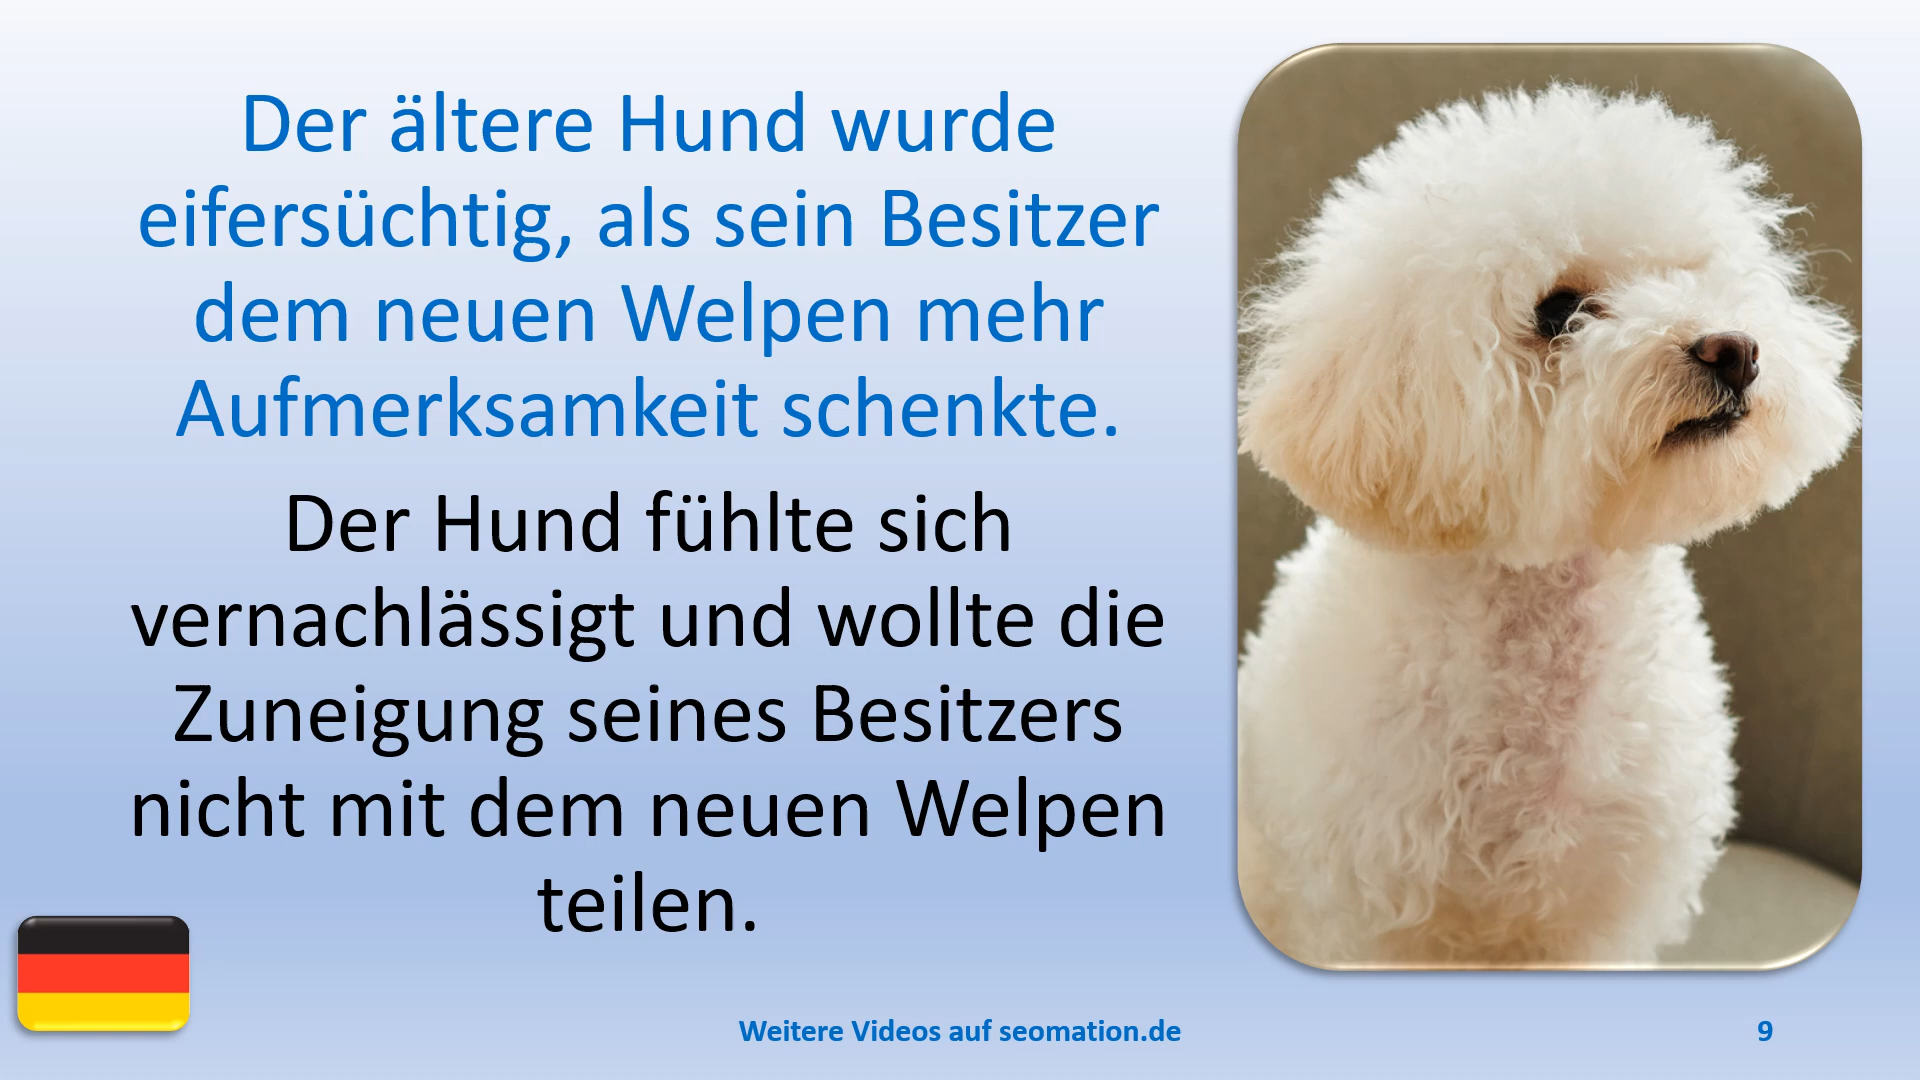 Der ältere Hund wurde
eifersüchtig, als sein Besitzer
dem neuen Welpen mehr
Aufmerksamkeit schenkte.
Der Hund fühlte sich
vernachlässigt und wollte die
Zuneigung seines Besitzers
nicht mit dem neuen Welpen
teilen.
Weitere Videos auf seomation.de
9